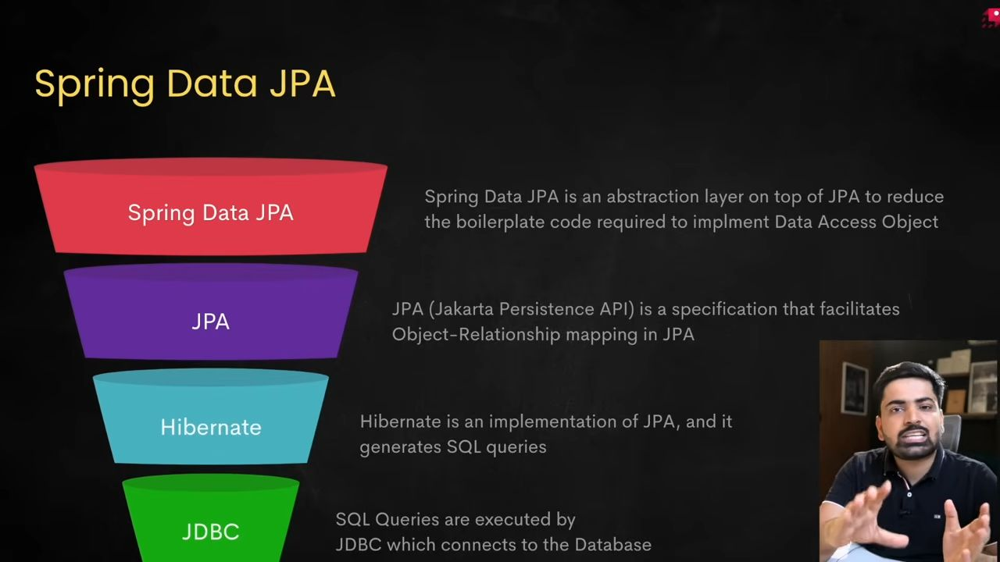 Spring Data JPA
Spring Data JPA
Spring Data JPA is an abstraction layer on top of JPA to reduce
the boilerplate code required to implment Data Access Object
JPA
JPA (Jakarta Persistence API) is a specification that facilitates
Object-Relationship mapping in JPA
Hibernate
Hibernate is an implementation of JPA, and it
generates SQL queries
JDBC
SQL Queries are executed by
JDBC which connects to the Database